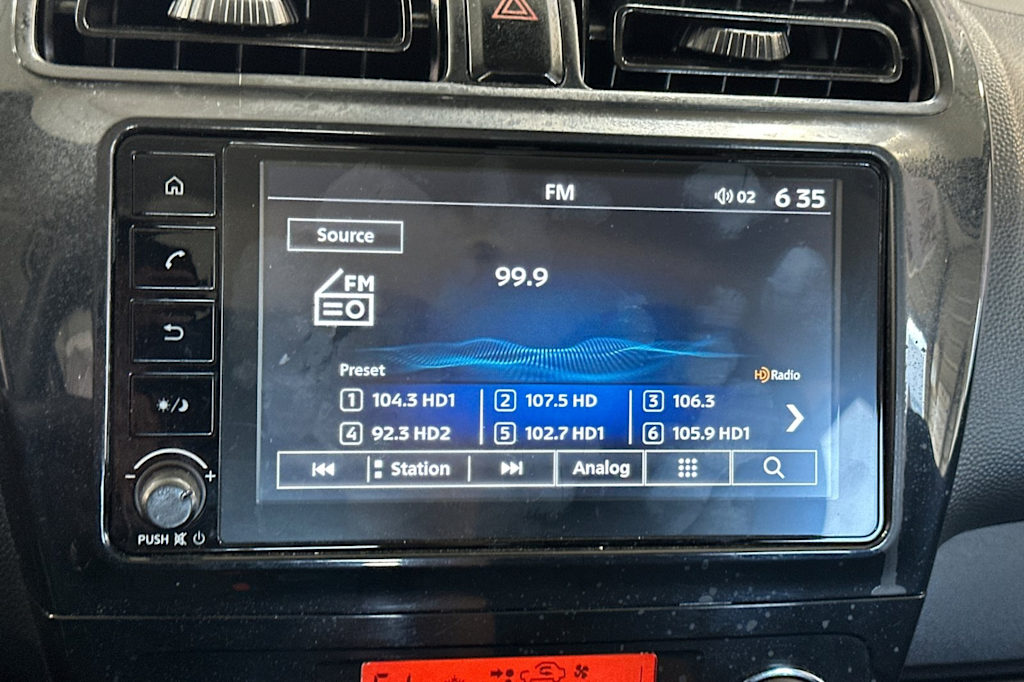 FM 02 6 35
Source
FM
99.9
Preset
HD Radio
1 104.3 HD1 2 107.5 HD 3 106.3
4 92.3 HD2 5 102.7 HD1 6 105.9 HD1
Station Analog
- +
PUSH